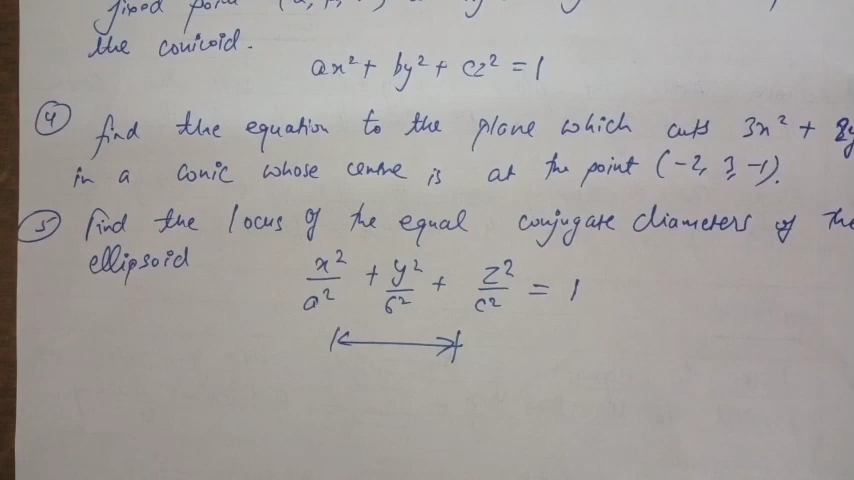 fixed point
the conicoid.
ax² + by² + cz² = 1
④ find the equation to the plane which cuts 3x² +
in a conic whose centre is at the point (-2, 3, -1).
⑤ Find the locus of the equal conjugate diameters of the
ellipsoid
x²/a² + y²/b² + z²/c² = 1